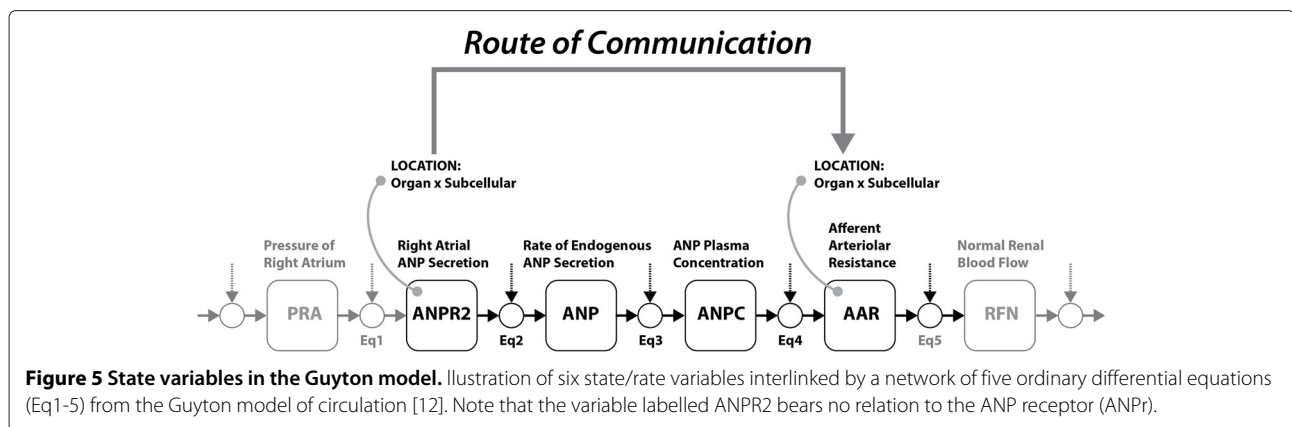 Route of Communication
LOCATION:
Organ x Subcellular
LOCATION:
Organ x Subcellular
Pressure of
Right Atrium
Right Atrial
ANP Secretion
Rate of Endogenous
ANP Secretion
ANP Plasma
Concentration
Afferent
Arteriolar
Resistance
Normal Renal
Blood Flow
PRA
Eq1
ANPR2
Eq2
ANP
Eq3
ANPC
Eq4
AAR
Eq5
RFN
Figure 5 State variables in the Guyton model. llustration of six state/rate variables interlinked by a network of five ordinary differential equations
(Eq1-5) from the Guyton model of circulation [12]. Note that the variable labelled ANPR2 bears no relation to the ANP receptor (ANPr).